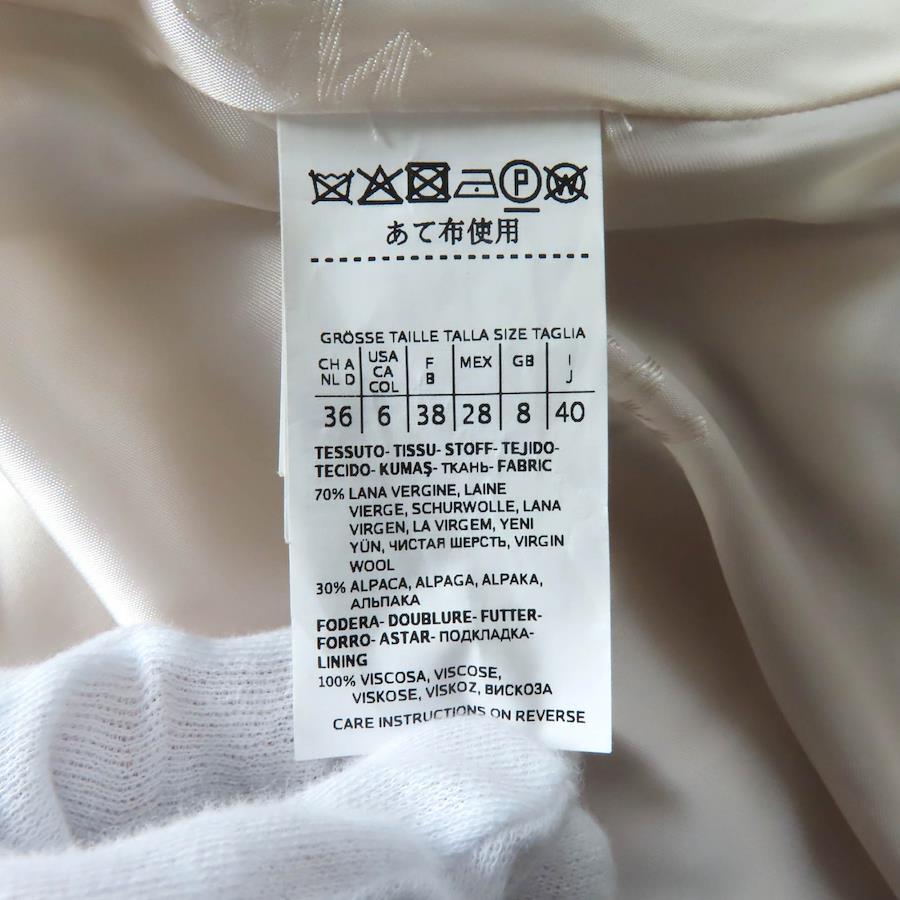 P W
あて布使用
GRÖSSE TAILLE TALLA SIZE TAGLIA
CH A NL D USA CA COL F B MEX GB I J
36 6 38 28 8 40
TESSUTO- TISSU- STOFF- TEJIDO-
TECIDO- KUMAŞ- ТКАНЬ- FABRIC
70% LANA VERGINE, LAINE
VIERGE, SCHURWOLLE, LANA
VIRGEN, LA VIRGEM, YENI
YÜN, ЧИСТАЯ ШЕРСТЬ, VIRGIN
WOOL
30% ALPACA, ALPAGA, ALPAKA,
АЛЬПАКА
FODERA- DOUBLURE- FUTTER-
FORRO- ASTAR- ПОДКЛАДКА-
LINING
100% VISCOSA, VISCOSE,
VISKOSE, VİSKOZ, ВИСКОЗА
CARE INSTRUCTIONS ON REVERSE